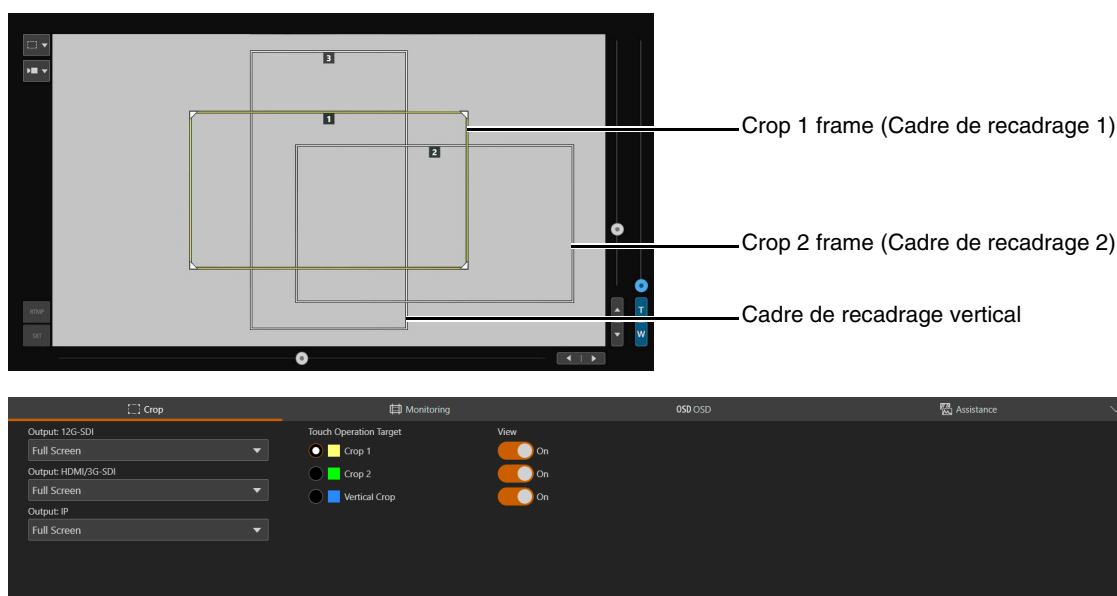 3
1
2
Crop 1 frame (Cadre de recadrage 1)
Crop 2 frame (Cadre de recadrage 2)
Cadre de recadrage vertical
RTMP
SRT
T
W
Crop
Monitoring
OSD OSD
Assistance
Output: 12G-SDI
Touch Operation Target
View
Full Screen
Crop 1
On
Output: HDMI/3G-SDI
Crop 2
On
Full Screen
Vertical Crop
On
Output: IP
Full Screen